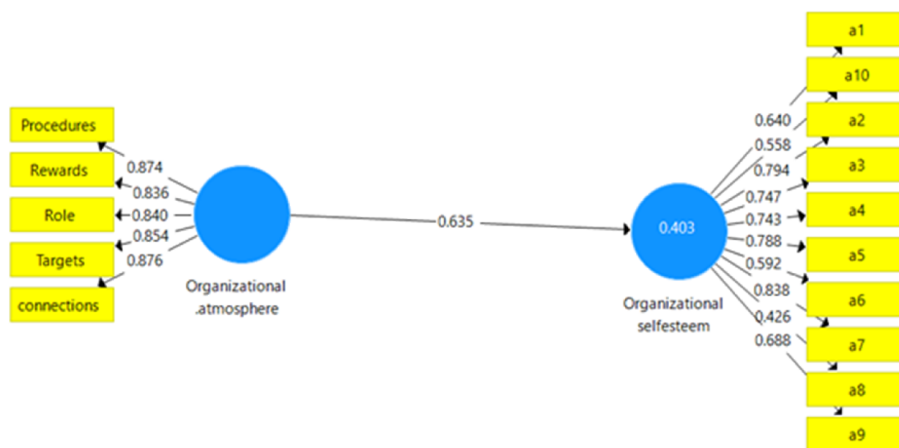 Procedures
Rewards
Role
Targets
connections
0.874
0.836
0.840
0.854
0.876
Organizational
.atmosphere
0.635
0.403
Organizational
selfesteem
0.640
0.558
0.794
0.747
0.743
0.788
0.592
0.838
0.426
0.688
a1
a10
a2
a3
a4
a5
a6
a7
a8
a9